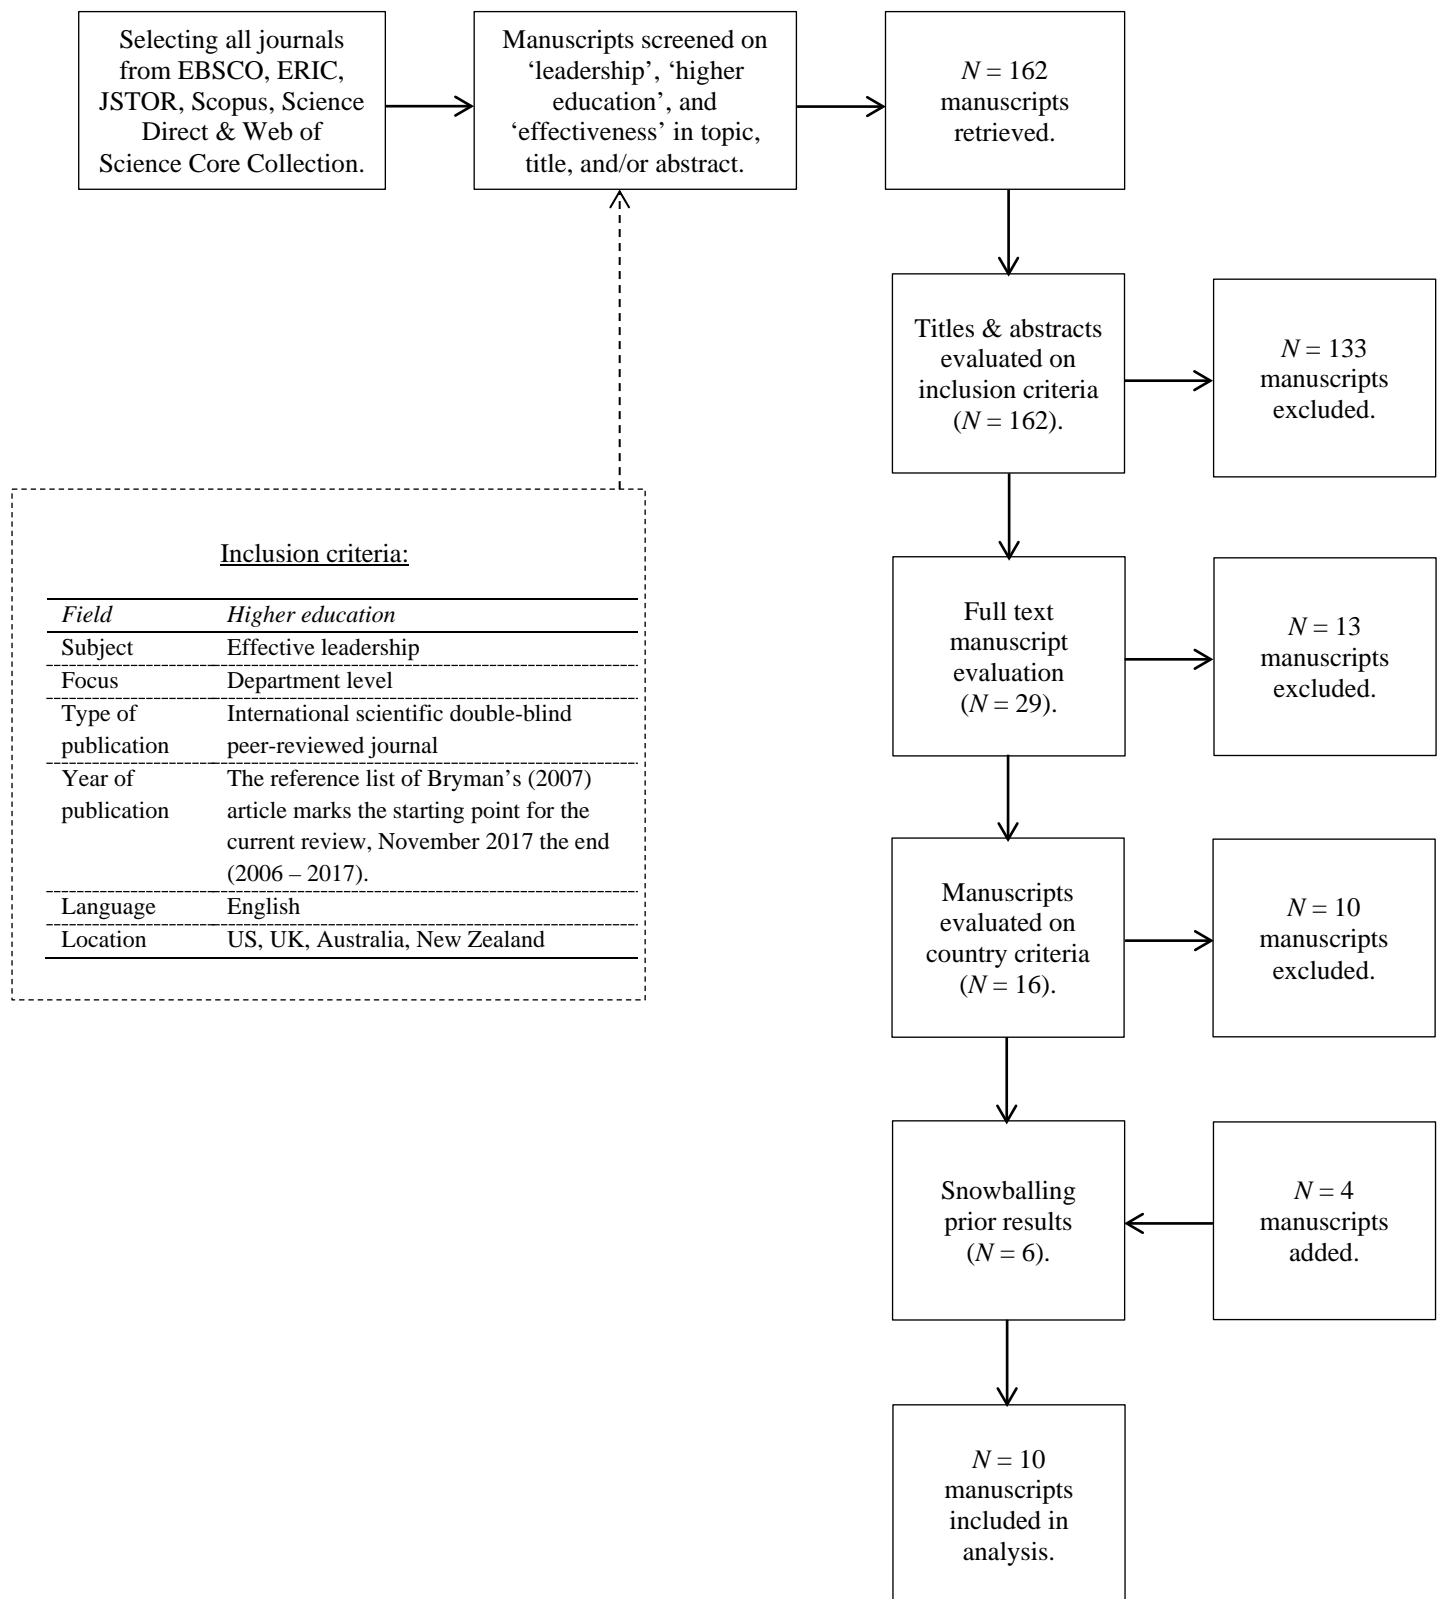 Selecting all journals
from EBSCO, ERIC,
JSTOR, Scopus, Science
Direct & Web of
Science Core Collection.
Manuscripts screened on
‘leadership’, ‘higher
education’, and
‘effectiveness’ in topic,
title, and/or abstract.
N = 162
manuscripts
retrieved.
Titles & abstracts
evaluated on
inclusion criteria
(N = 162).
N = 133
manuscripts
excluded.
Inclusion criteria:
Field Higher education
Subject Effective leadership
Focus Department level
Type of International scientific double-blind
publication peer-reviewed journal
Year of The reference list of Bryman’s (2007)
publication article marks the starting point for the
current review, November 2017 the end
(2006 – 2017).
Language English
Location US, UK, Australia, New Zealand
Full text
manuscript
evaluation
(N = 29).
N = 13
manuscripts
excluded.
Manuscripts
evaluated on
country criteria
(N = 16).
N = 10
manuscripts
excluded.
Snowballing
prior results
(N = 6).
N = 4
manuscripts
added.
N = 10
manuscripts
included in
analysis.